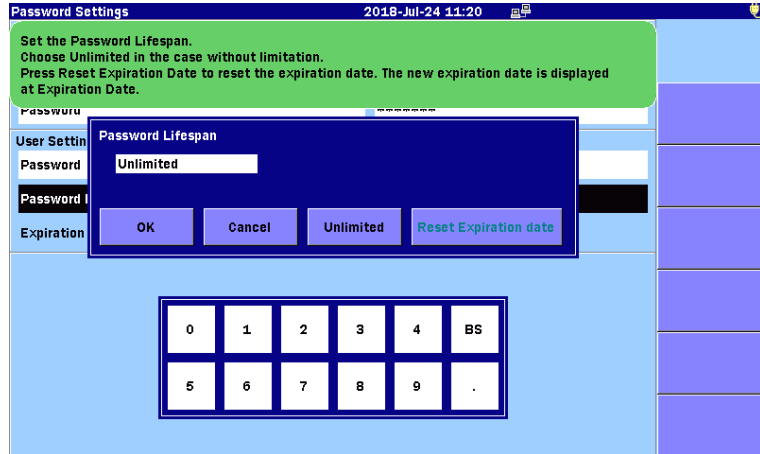 Password Settings 2018-Jul-24 11:20
Set the Password Lifespan.
Choose Unlimited in the case without limitation.
Press Reset Expiration Date to reset the expiration date. The new expiration date is displayed
at Expiration Date.
Password *******
User Settin
Password Lifespan
Password
Unlimited
Password l
Expiration
OK Cancel Unlimited Reset Expiration date
0 1 2 3 4 BS
5 6 7 8 9 .